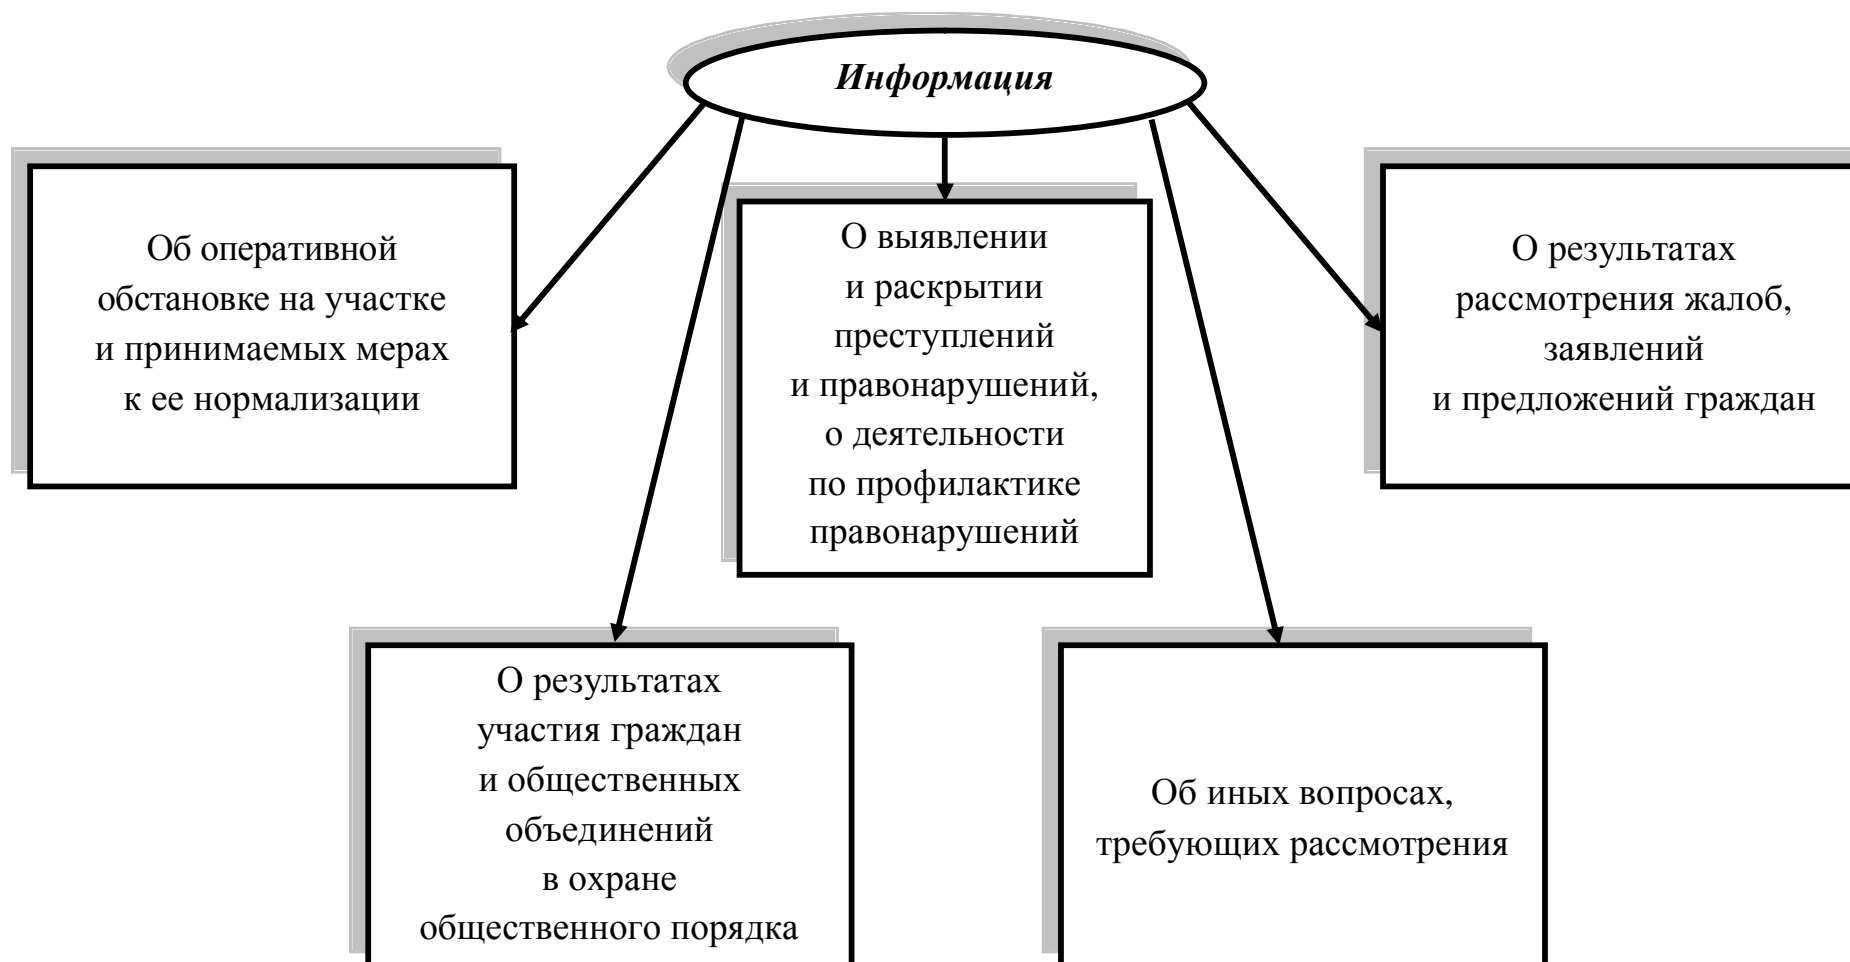 Информация
Об оперативной
обстановке на участке
и принимаемых мерах
к ее нормализации
О выявлении
и раскрытии
преступлений
и правонарушений,
о деятельности
по профилактике
правонарушений
О результатах
рассмотрения жалоб,
заявлений
и предложений граждан
О результатах
участия граждан
и общественных
объединений
в охране
общественного порядка
Об иных вопросах,
требующих рассмотрения